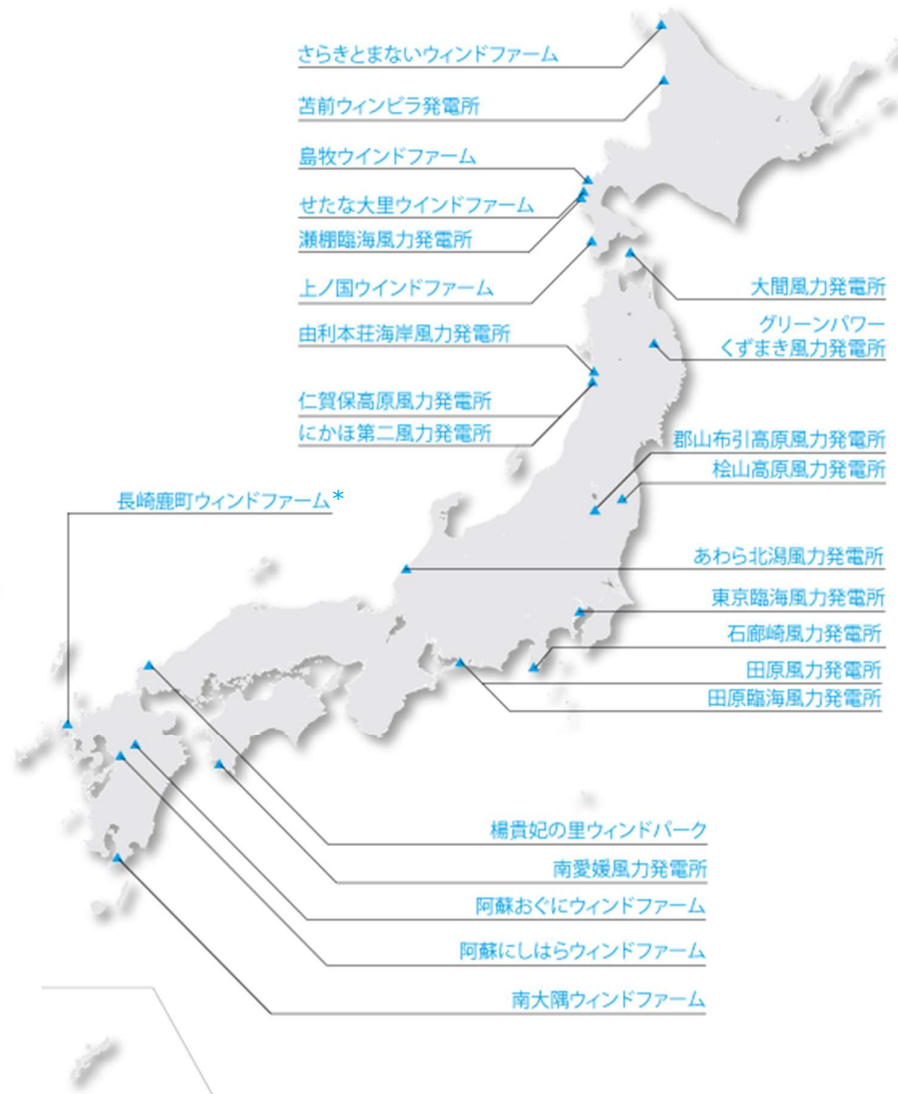 さらきとまないウィンドファーム
苫前ウィンビラ発電所
島牧ウインドファーム
せたな大里ウインドファーム
瀬棚臨海風力発電所
上ノ国ウインドファーム
大間風力発電所
グリーンパワー
くずまき風力発電所
由利本荘海岸風力発電所
仁賀保高原風力発電所
にかほ第二風力発電所
郡山布引高原風力発電所
桧山高原風力発電所
長崎鹿町ウィンドファーム*
あわら北潟風力発電所
東京臨海風力発電所
石廊崎風力発電所
田原風力発電所
田原臨海風力発電所
楊貴妃の里ウィンドパーク
南愛媛風力発電所
阿蘇おぐにウィンドファーム
阿蘇にしはらウィンドファーム
南大隅ウィンドファーム